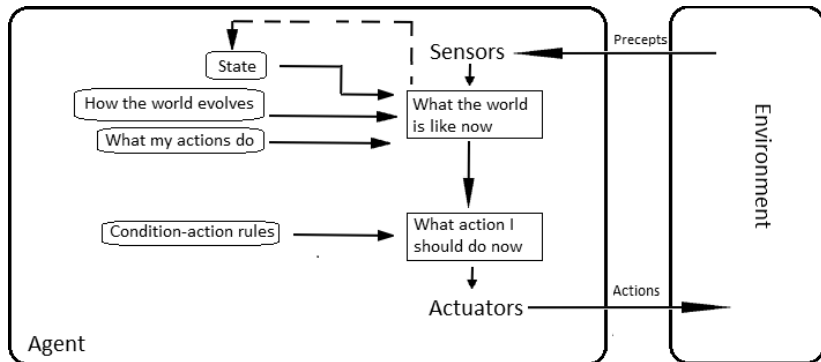 Sensors
Precepts
State
How the world evolves
What the world
is like now
What my actions do
Environment
Condition-action rules
What action I
should do now
Actuators
Actions
Agent